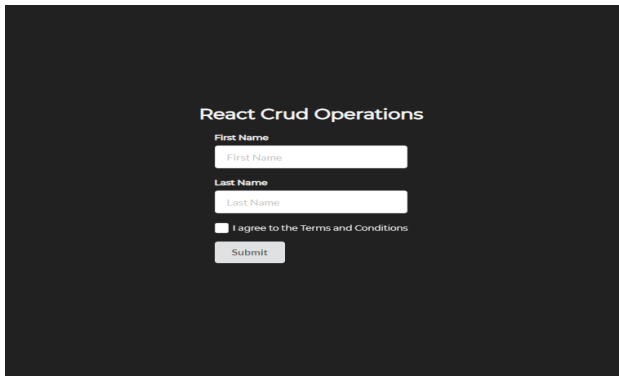 React Crud Operations
First Name
First Name
Last Name
Last Name
I agree to the Terms and Conditions
Submit